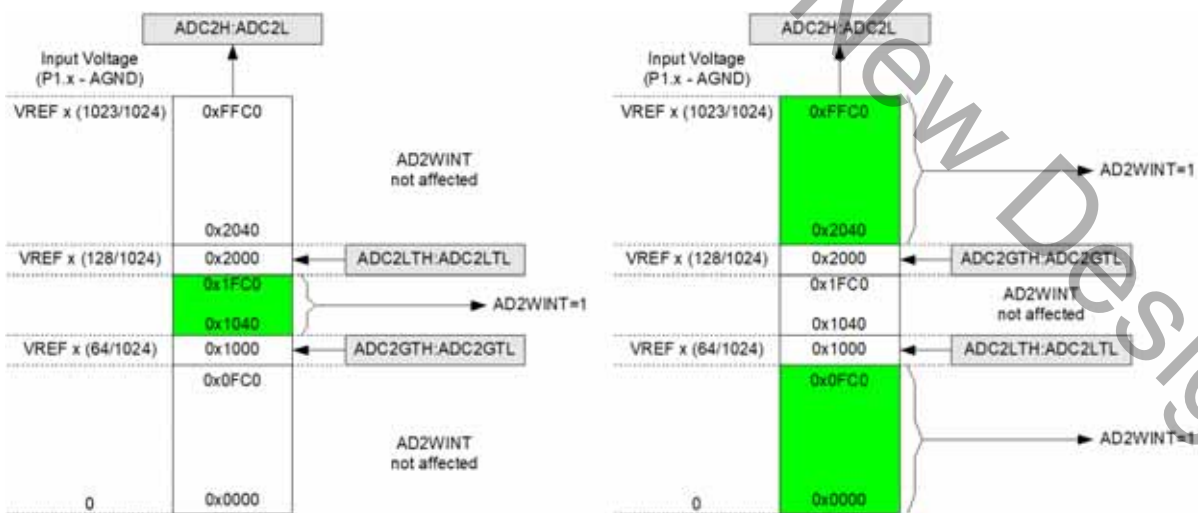 ADC2H:ADC2L
Input Voltage
(P1.x - AGND)
VREF x (1023/1024)
0xFFC0
AD2WINT
not affected
0x2040
VREF x (128/1024)
0x2000
ADC2LTH:ADC2LTL
0x1FC0
AD2WINT=1
0x1040
VREF x (64/1024)
0x1000
ADC2GTH:ADC2GTL
0x0FC0
AD2WINT
not affected
0
0x0000
ADC2H:ADC2L
Input Voltage
(P1.x - AGND)
VREF x (1023/1024)
0xFFC0
AD2WINT=1
0x2040
VREF x (128/1024)
0x2000
ADC2GTH:ADC2GTL
0x1FC0
AD2WINT
not affected
0x1040
VREF x (64/1024)
0x1000
ADC2LTH:ADC2LTL
0x0FC0
AD2WINT=1
0
0x0000
New